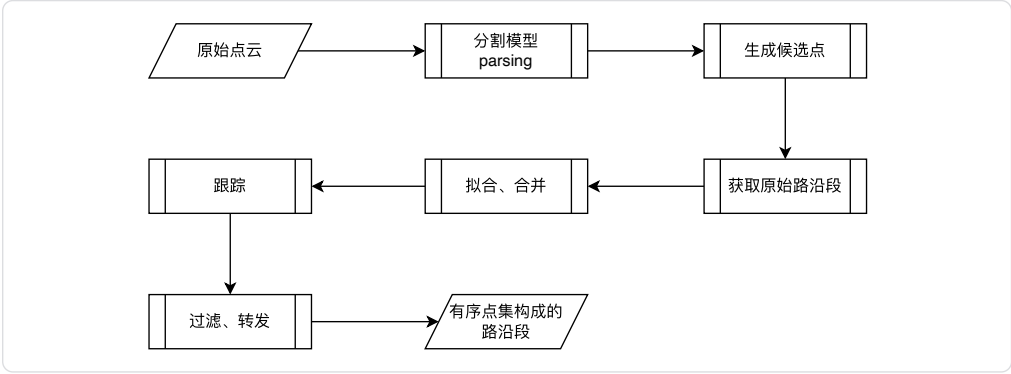 原始点云
分割模型
parsing
生成候选点
获取原始路沿段
拟合、合并
跟踪
过滤、转发
有序点集构成的
路沿段